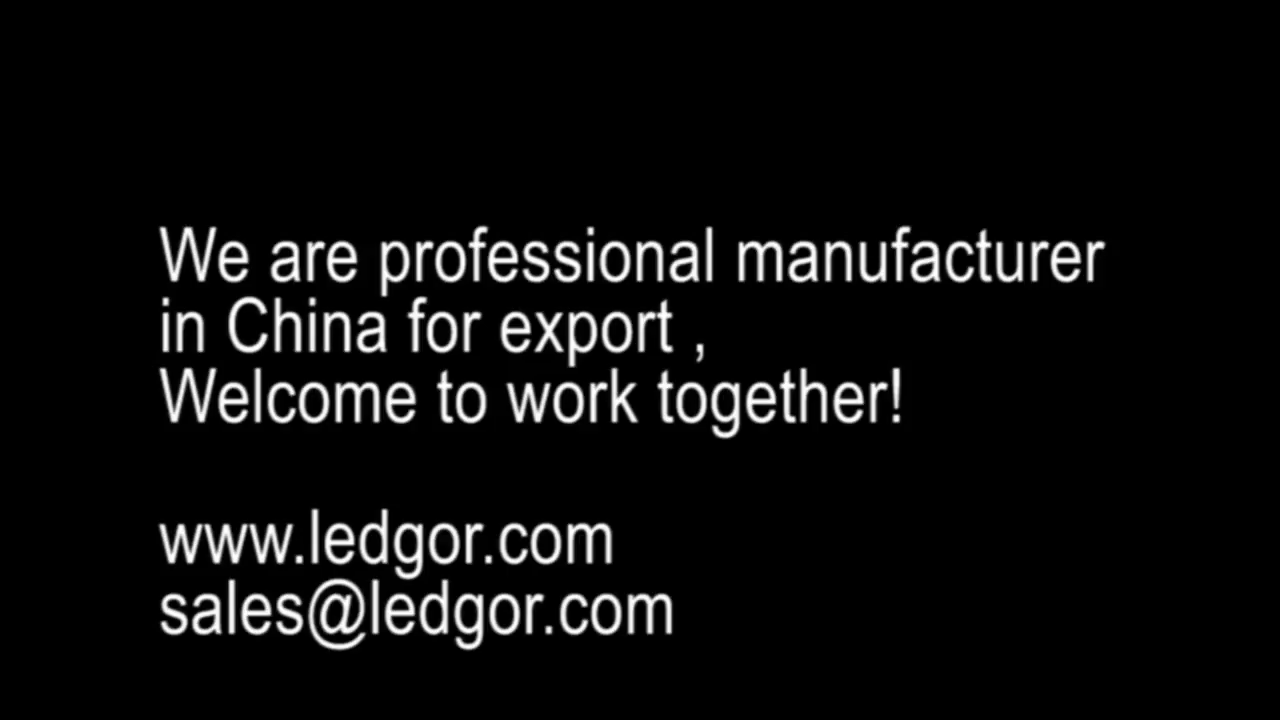 We are professional manufacturer
in China for export ,
Welcome to work together!
www.ledgor.com
sales@ledgor.com